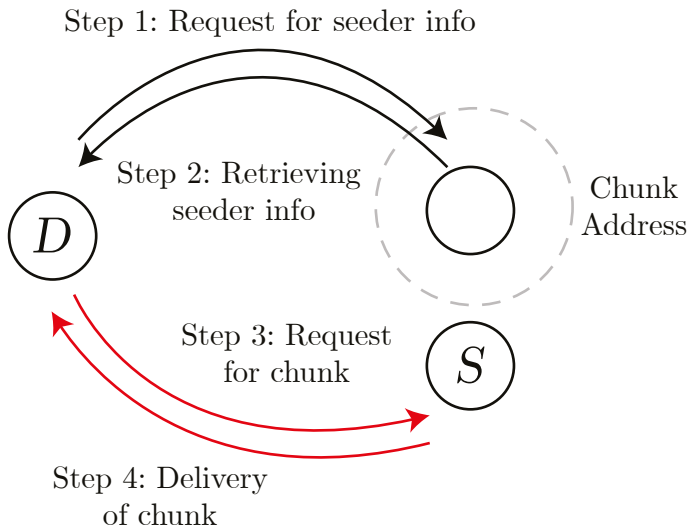 Step 1: Request for seeder info
Step 2: Retrieving
seeder info
Chunk
Address
D
Step 3: Request
for chunk
S
Step 4: Delivery
of chunk